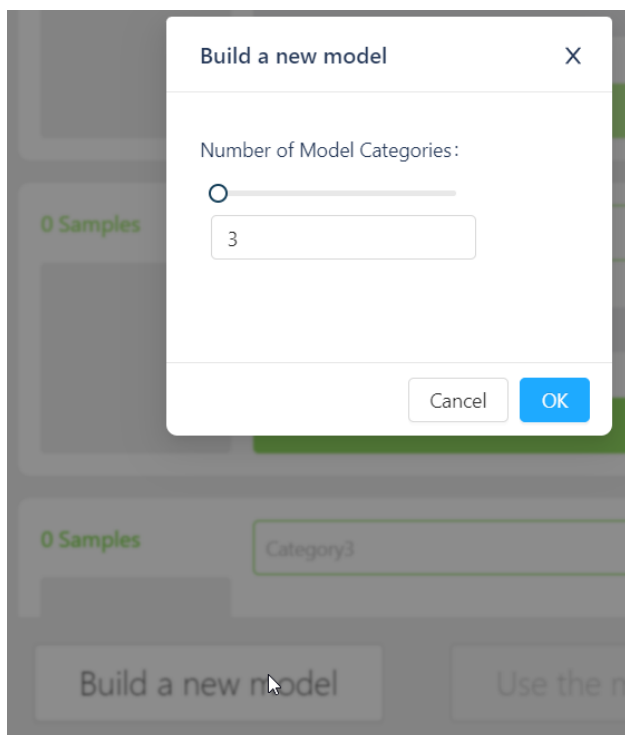 Build a new model X
Number of Model Categories:
0 Samples
3
Cancel OK
0 Samples
Category3
Build a new model Use the